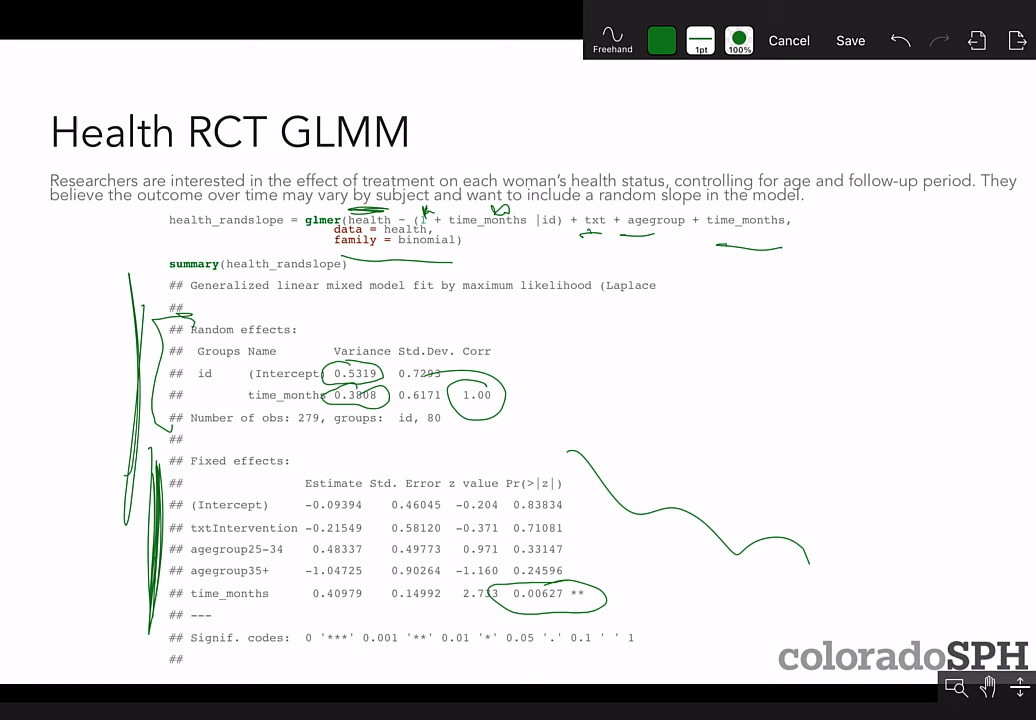 Freehand
1pt
100%
Cancel
Save
Health RCT GLMM
Researchers are interested in the effect of treatment on each woman's health status, controlling for age and follow-up period. They
believe the outcome over time may vary by subject and want to include a random slope in the model.
health_randslope = glmer(health ~ (1 + time_months |id) + txt + agegroup + time_months,
data = health,
family = binomial)
summary(health_randslope)
## Generalized linear mixed model fit by maximum likelihood (Laplace
##
## Random effects:
## Groups Name Variance Std.Dev. Corr
## id (Intercept) 0.5319 0.7293
## time_months 0.3808 0.6171 1.00
## Number of obs: 279, groups: id, 80
##
## Fixed effects:
## Estimate Std. Error z value Pr(>|z|)
## (Intercept) -0.09394 0.46045 -0.204 0.83834
## txtIntervention -0.21549 0.58120 -0.371 0.71081
## agegroup25-34 0.48337 0.49773 0.971 0.33147
## agegroup35+ -1.04725 0.90264 -1.160 0.24596
## time_months 0.40979 0.14992 2.733 0.00627 **
## ---
## Signif. codes: 0 '***' 0.001 '**' 0.01 '*' 0.05 '.' 0.1 ' ' 1
##
coloradoSPH